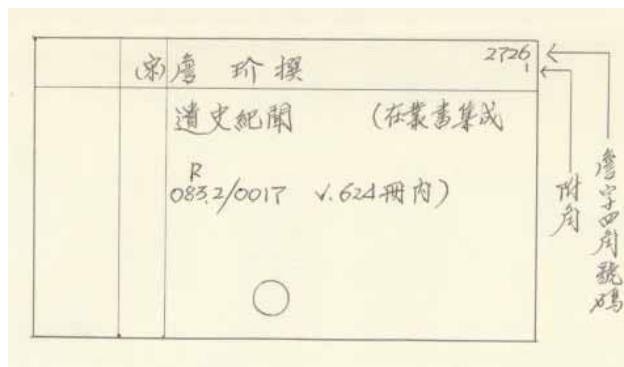 2726
1
(宋)詹 玠 撰
遺史紀聞 (在叢書集成
R
083.2/0017 v.624冊內)
附角
詹字四角號碼